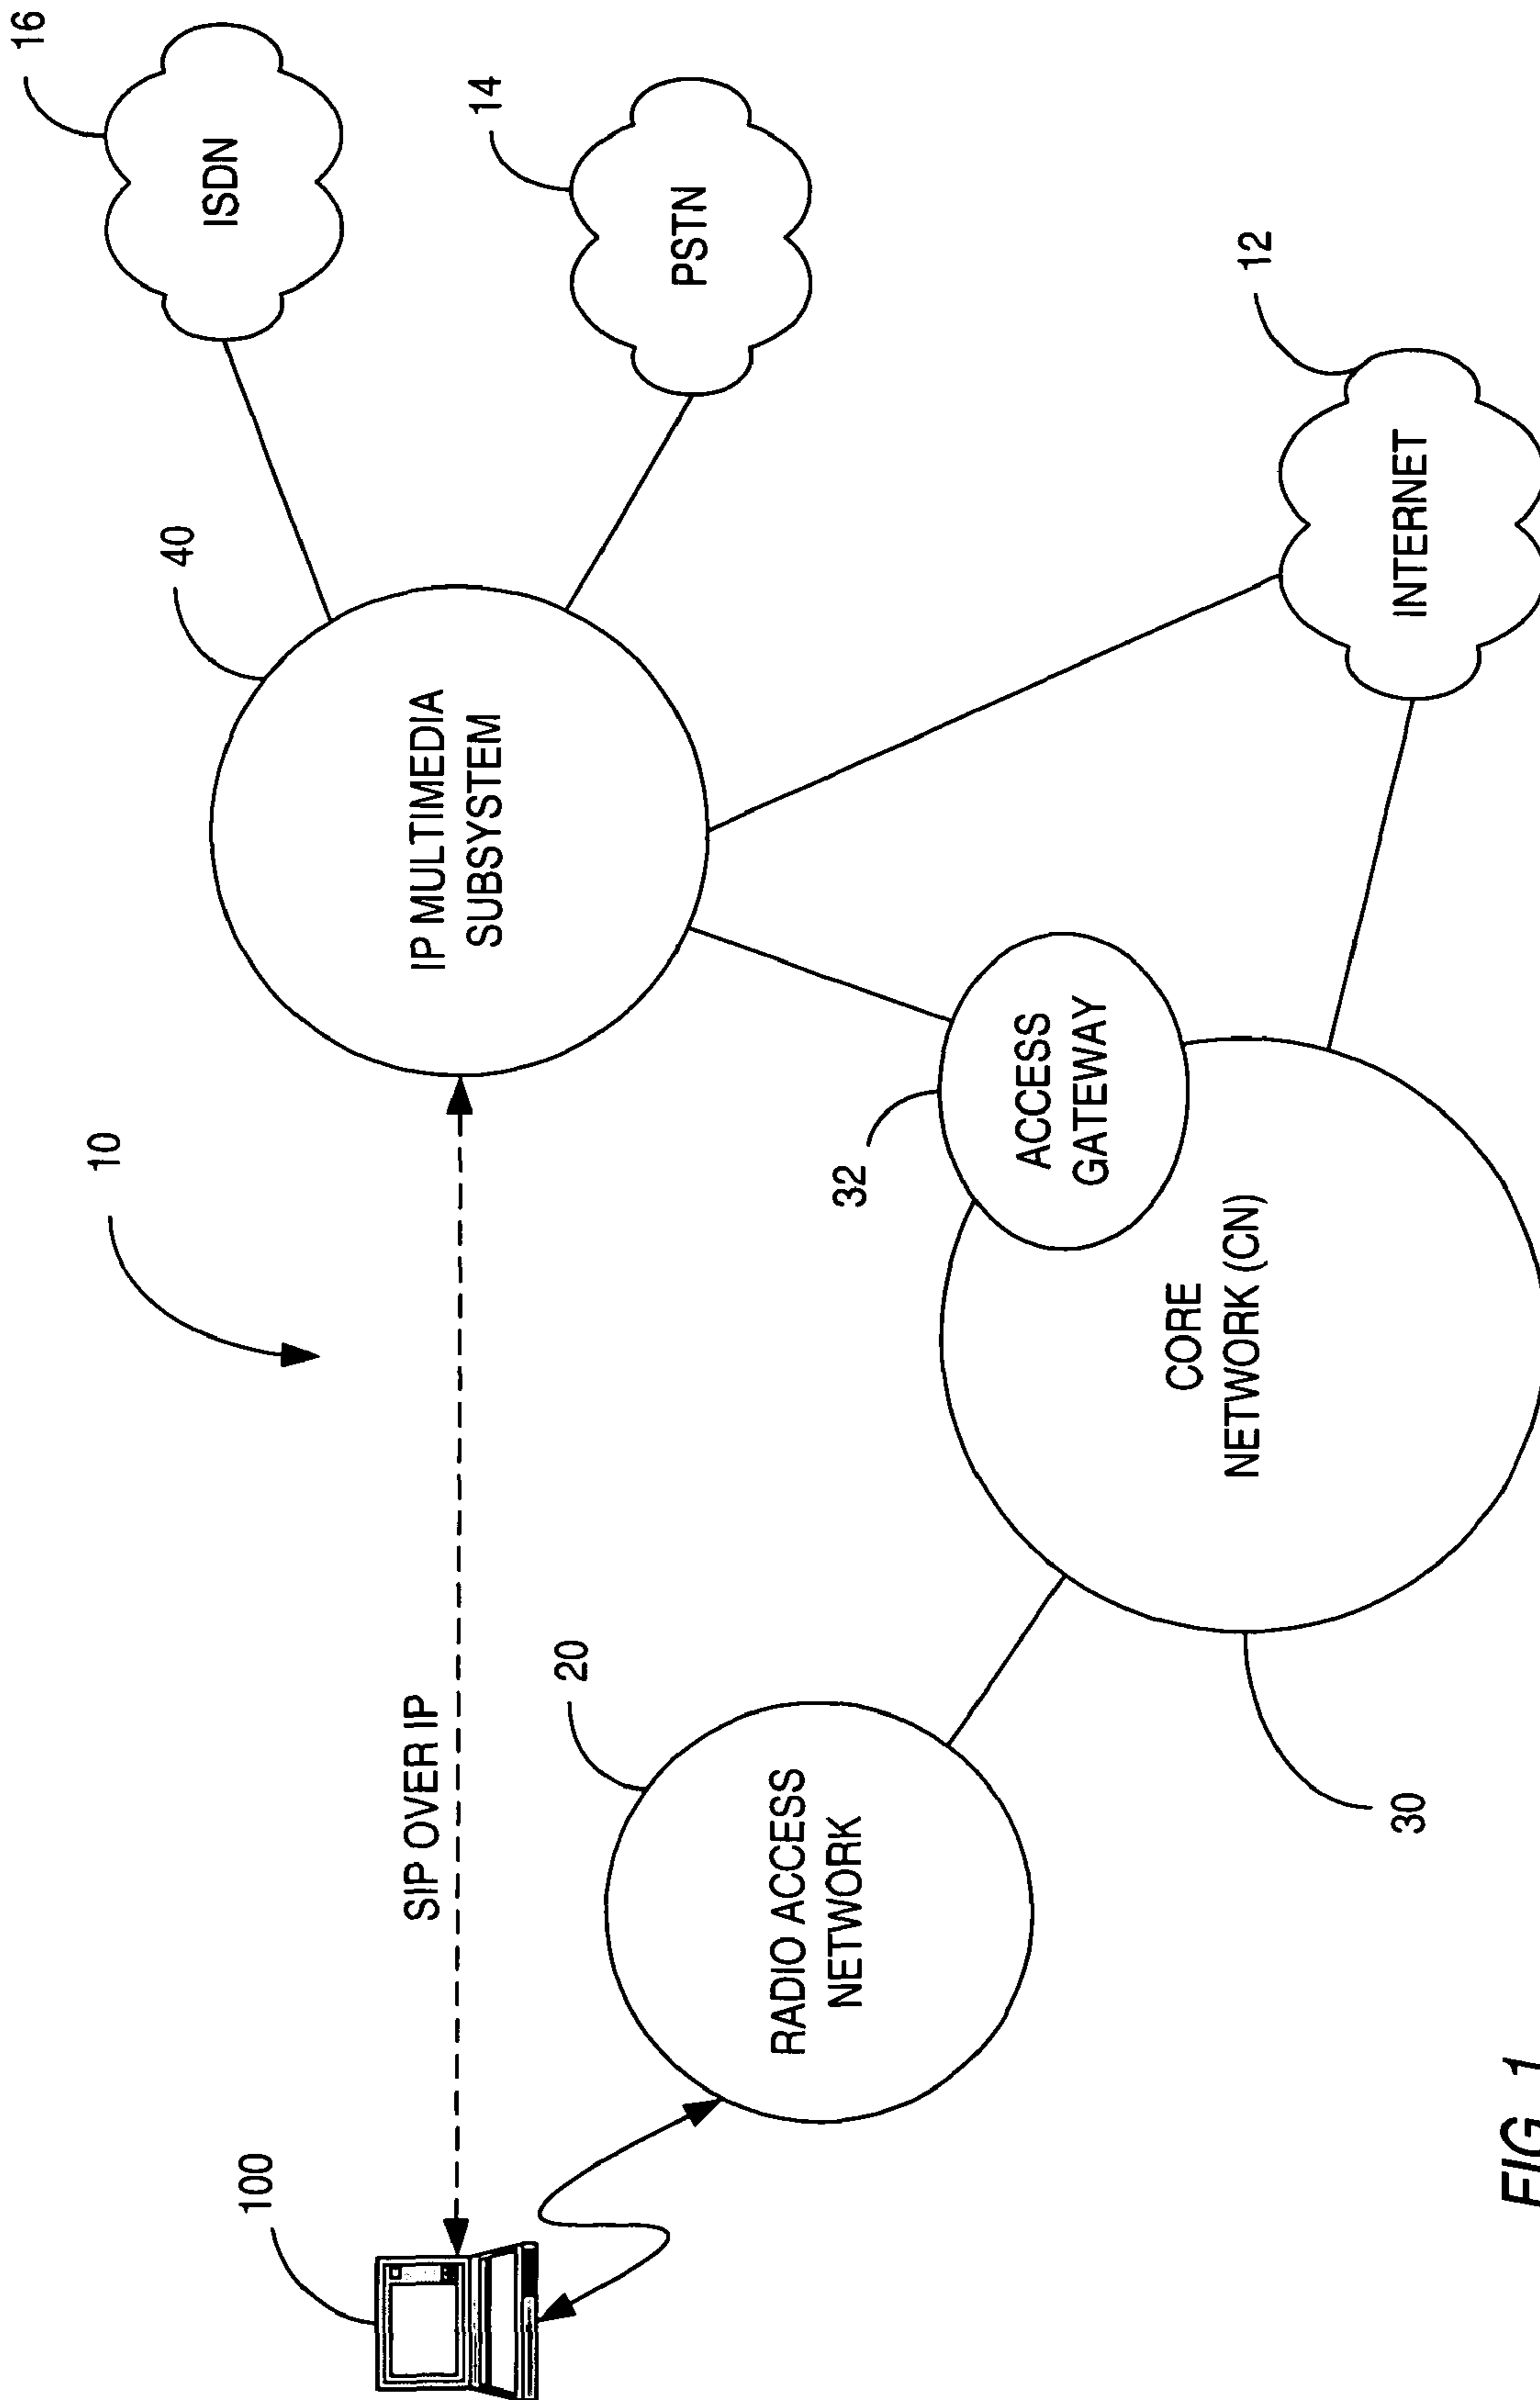 16
ISDN
14
PSTN
12
INTERNET
40
IP MULTIMEDIA
SUBSYSTEM
10
32
ACCESS
GATEWAY
CORE
NETWORK (CN)
30
SIP OVER IP
20
RADIO ACCESS
NETWORK
100
FIG. 1